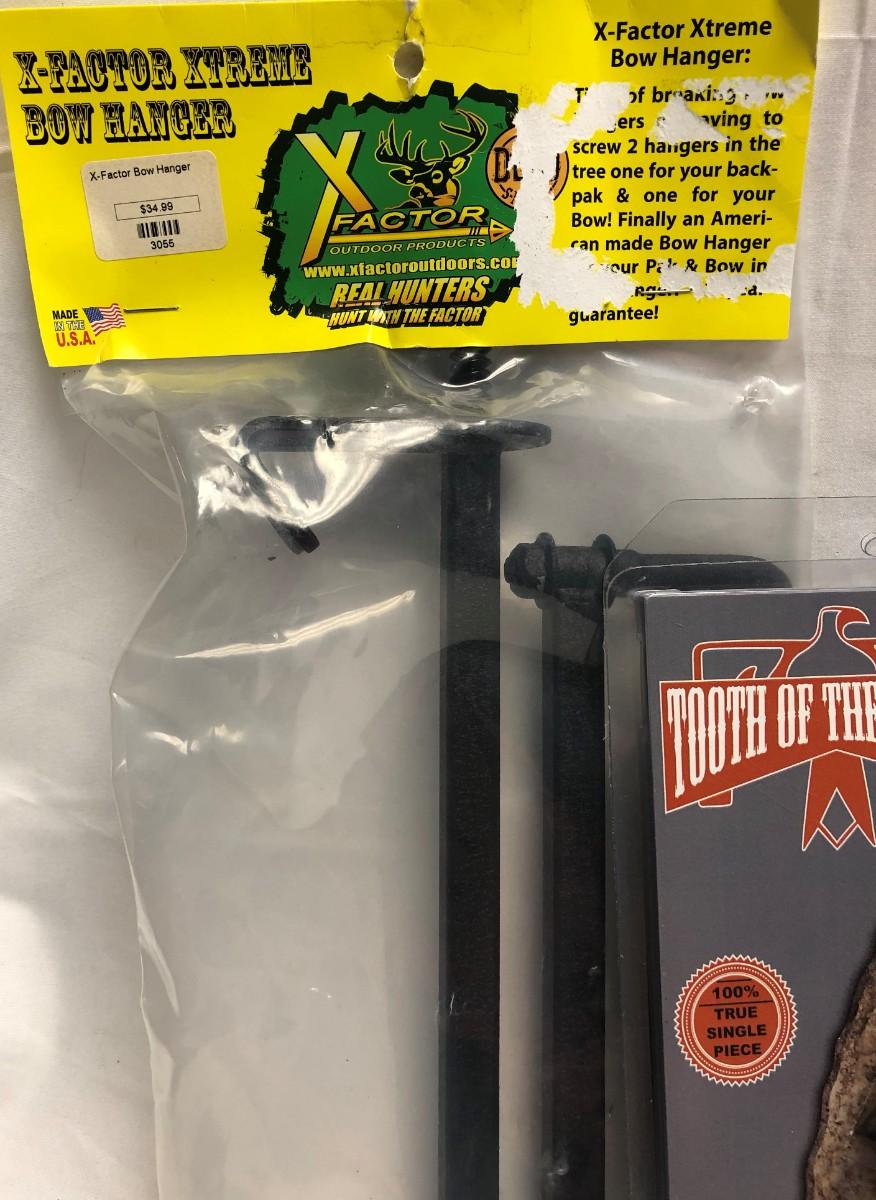 X-FACTOR XTREME
BOW HANGER
X-Factor Bow Hanger
$34.99
3055
MADE
IN THE
U.S.A.
X
FACTOR
OUTDOOR PRODUCTS
www.xfactoroutdoors.co
REAL HUNTERS
HUNT WITH THE FACTOR
X-Factor Xtreme
Bow Hanger:
of breaking
aving to
screw 2 hangers in the
tree one for your back-
pak & one for your
Bow! Finally an Ameri-
can made Bow Hanger
your Pak & Bow in
guarantee!
TOOTH OF THE
100%
TRUE
SINGLE
PIECE